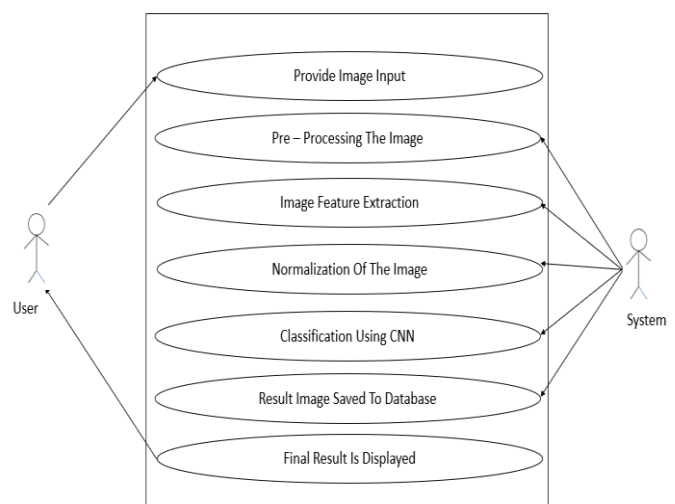 Provide Image Input
Pre – Processing The Image
Image Feature Extraction
Normalization Of The Image
Classification Using CNN
Result Image Saved To Database
Final Result Is Displayed
User
System